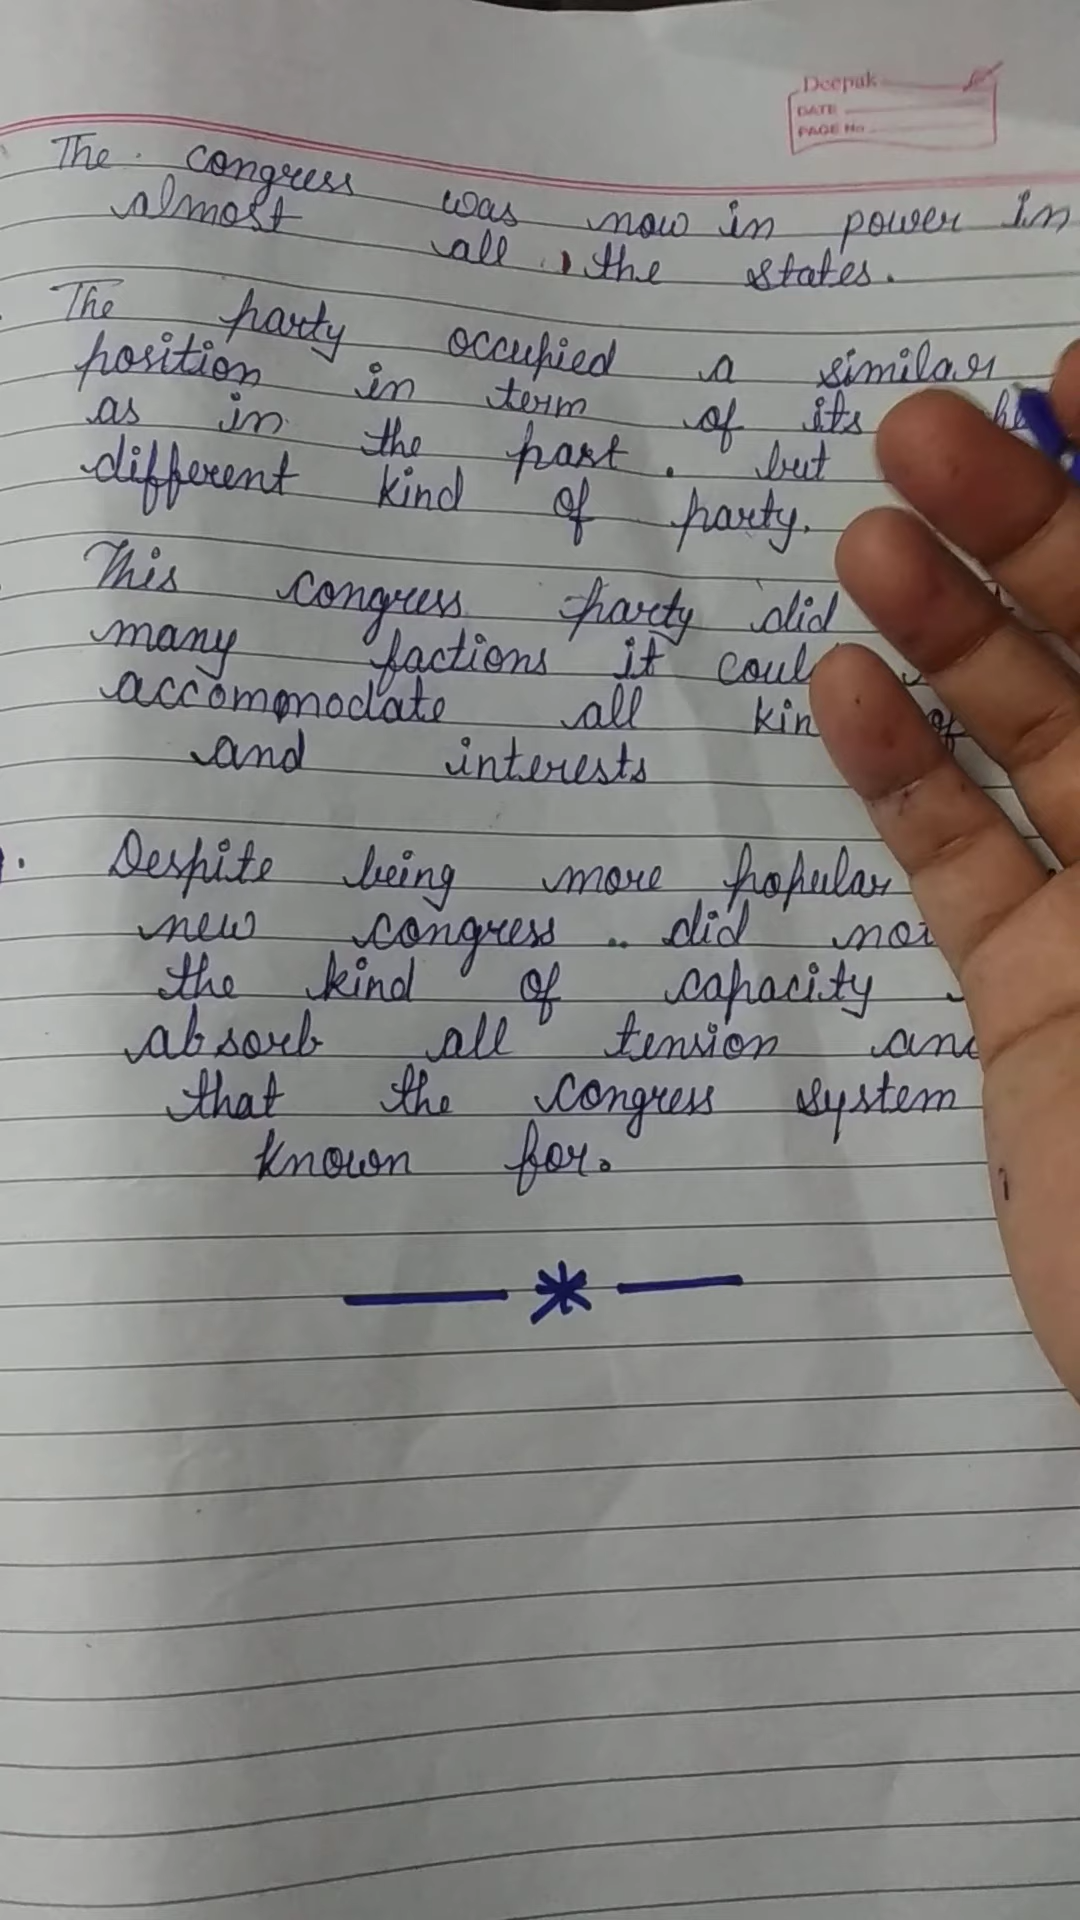 Deepak
DATE
PAGE No.
The congress was now in power in
almost all the states.
The party occupied a similar
position in term of its
as in the past. but
different kind of party.
This congress party did
many factions it
accommodate all of
and interests
Despite being more popular
new congress did
the kind of capacity
absorb all tension
that the congress system
known for.